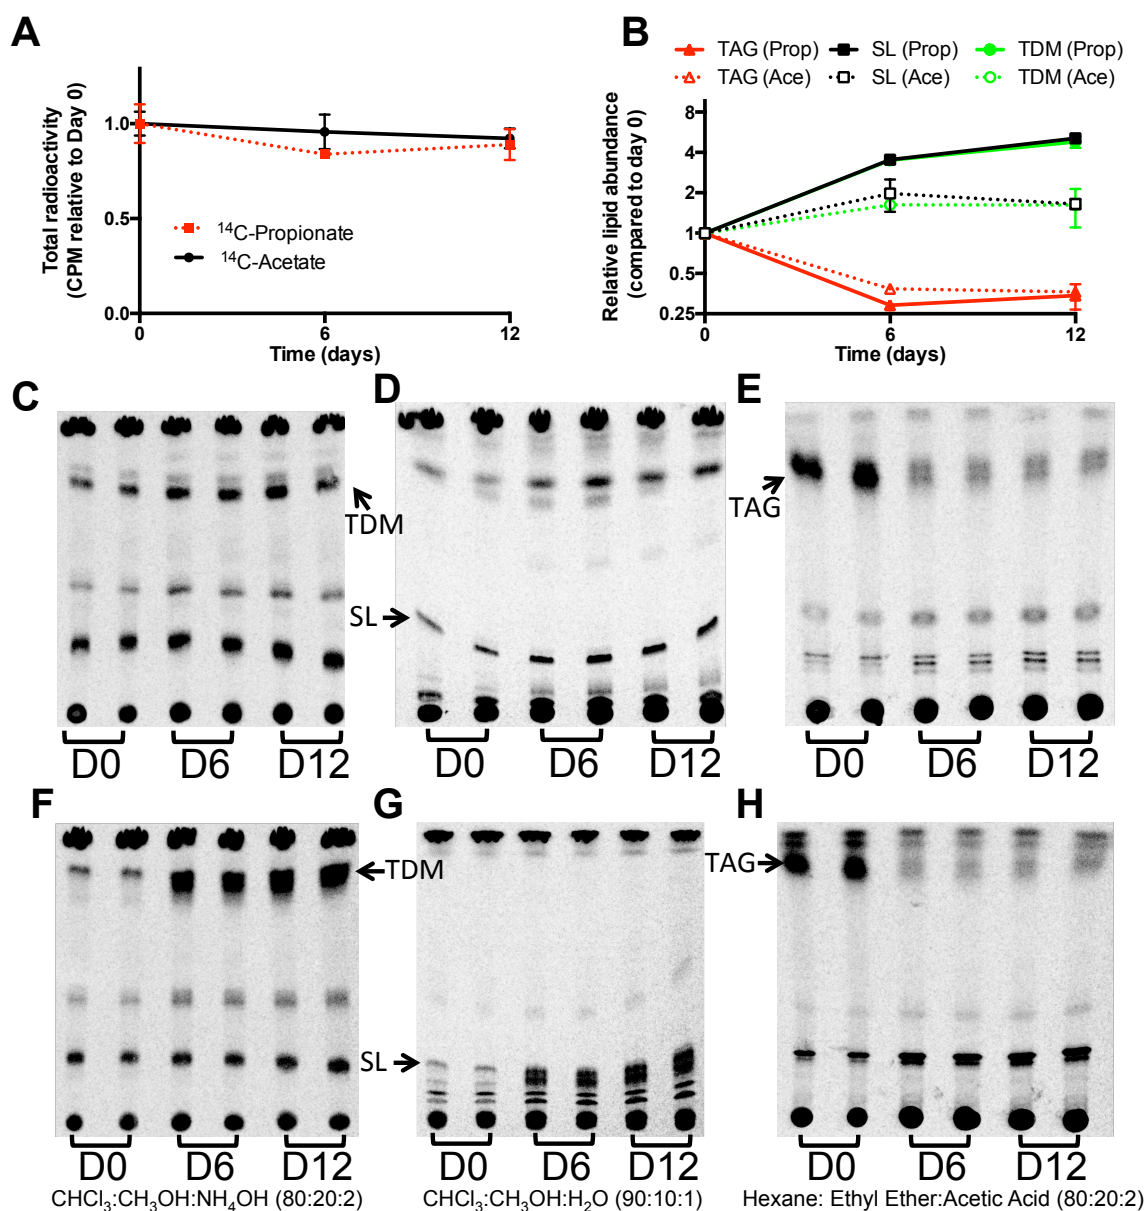 A
Total radioactivity
(CPM relative to Day 0)
1.0
0.5
0.0
¹⁴C-Propionate
¹⁴C-Acetate
0
6
12
Time (days)
B
TAG (Prop)
SL (Prop)
TDM (Prop)
TAG (Ace)
SL (Ace)
TDM (Ace)
Relative lipid abundance
(compared to day 0)
8
4
2
1
0.5
0.25
0
6
12
Time (days)
C
TDM
D0 D6 D12
D
SL
D0 D6 D12
E
TAG
D0 D6 D12
F
TDM
D0 D6 D12
CHCl₃:CH₃OH:NH₄OH (80:20:2)
G
SL
D0 D6 D12
CHCl₃:CH₃OH:H₂O (90:10:1)
H
TAG
D0 D6 D12
Hexane: Ethyl Ether:Acetic Acid (80:20:2)